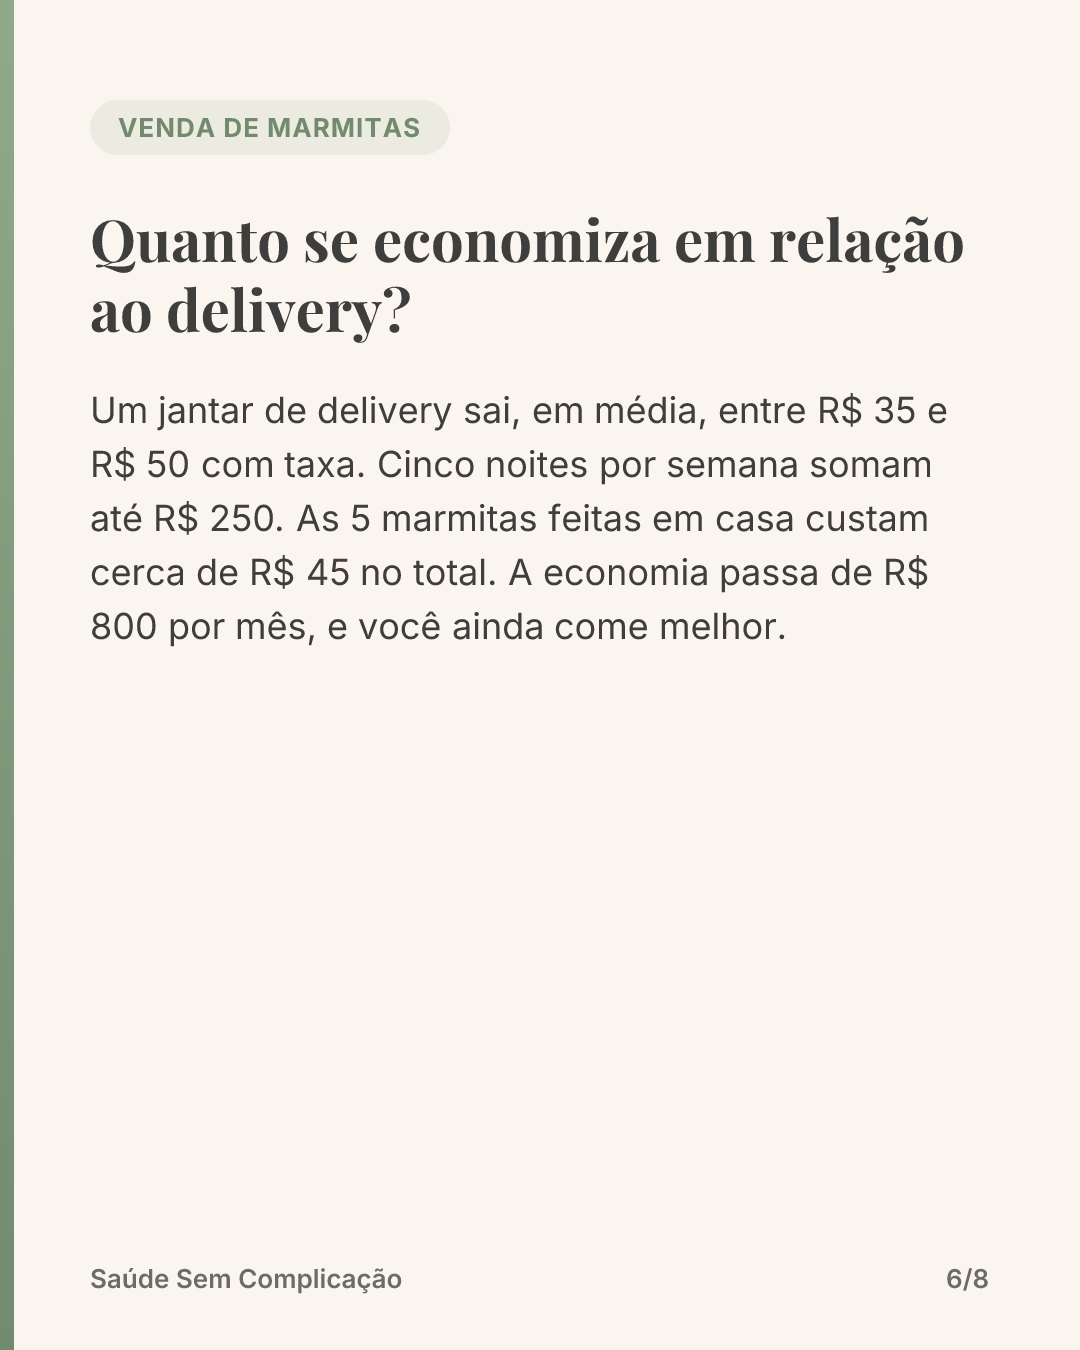 VENDA DE MARMITAS
Quanto se economiza em relação
ao delivery?
Um jantar de delivery sai, em média, entre R$ 35 e
R$ 50 com taxa. Cinco noites por semana somam
até R$ 250. As 5 marmitas feitas em casa custam
cerca de R$ 45 no total. A economia passa de R$
800 por mês, e você ainda come melhor.
Saúde Sem Complicação
6/8